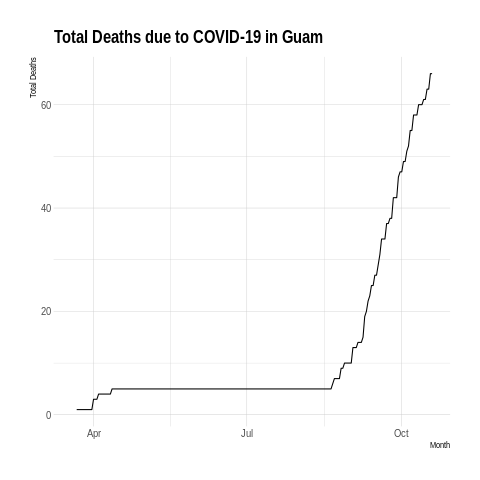 Total Deaths due to COVID-19 in Guam
Total Deaths
60
40
20
0
Apr
Jul
Oct
Month